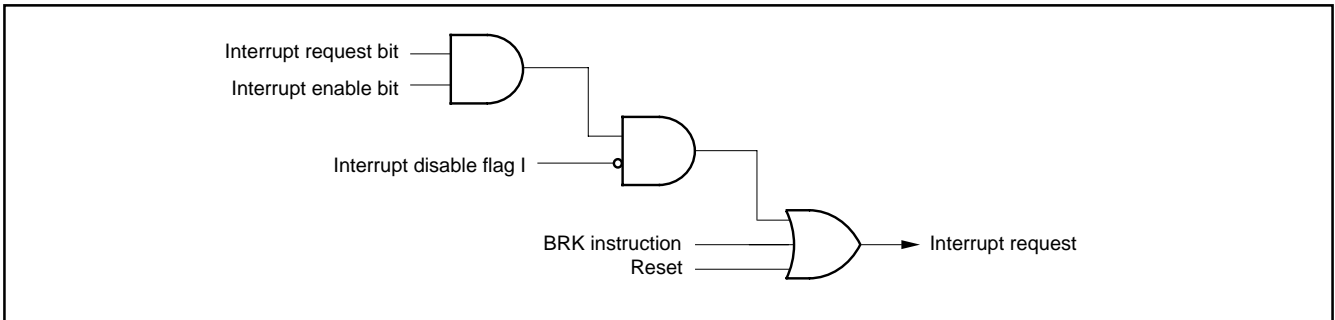 Interrupt request bit
Interrupt enable bit
Interrupt disable flag I
BRK instruction
Reset
Interrupt request